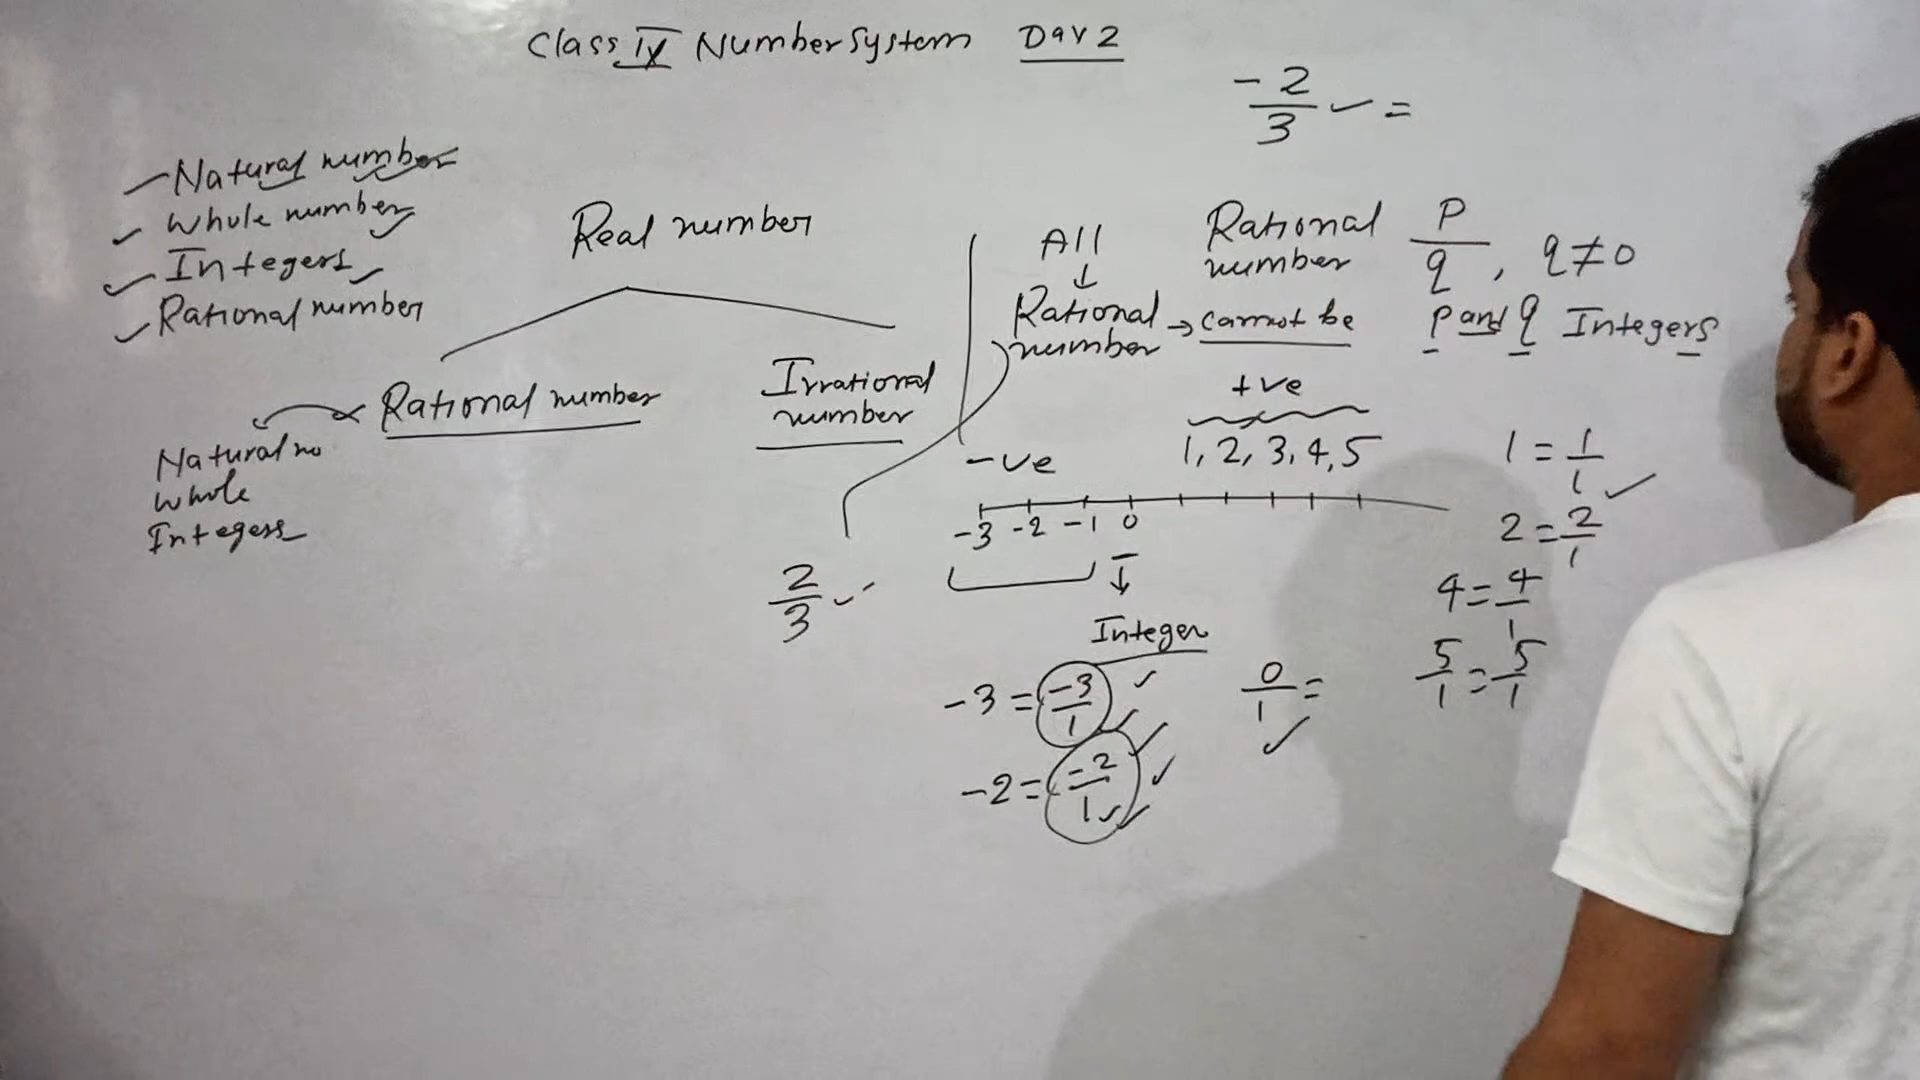 Class IX Number System Day 2
-2/3 =
Natural number
Whole number
Integers
Rational number
Real number
Rational number
Irrational
number
Natural no
Whole
Integers
All
↓
Rational
number → cannot be
Rational
number
P/q, q≠0
P and q Integers
+ve
1, 2, 3, 4, 5
-ve
-3 -2 -1 0
↓
Integer
2/3
-3 = -3/1
-2 = -2/1
0/1 =
1 = 1/1
2 = 2/1
4 = 4/1
5/1 = 5/1